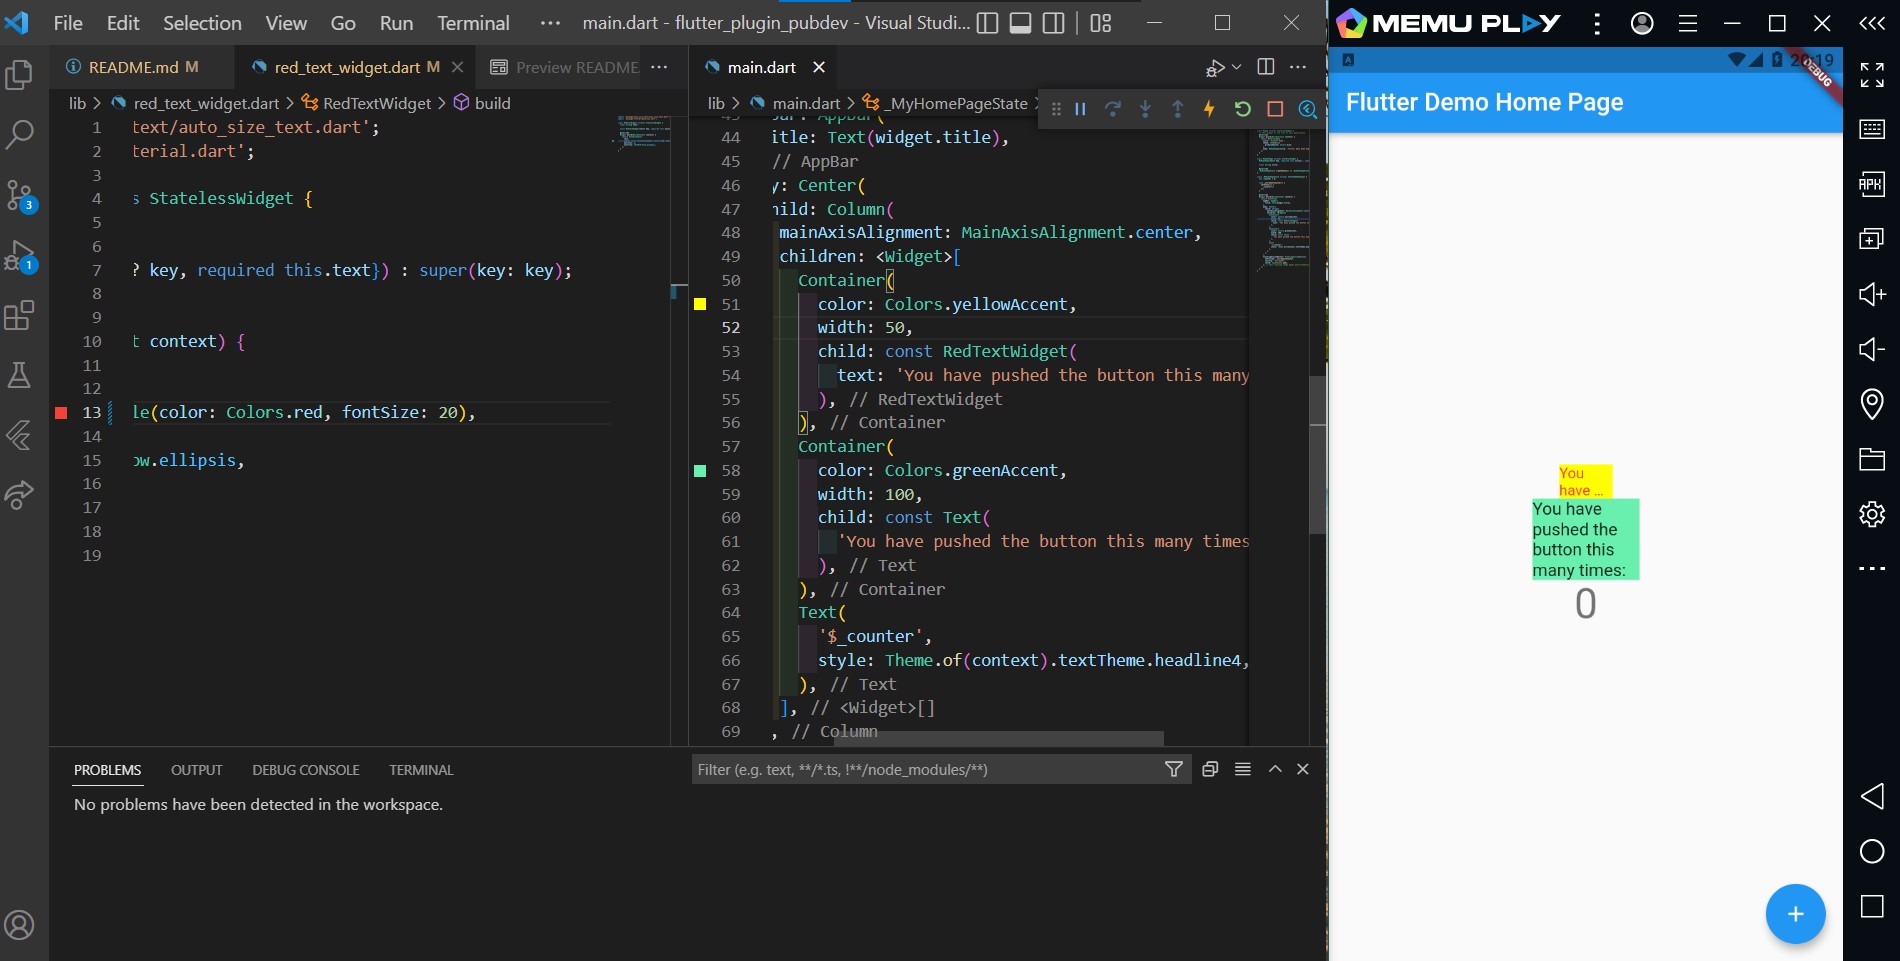 File Edit Selection View Go Run Terminal ··· main.dart - flutter_plugin_pubdev - Visual Studi...
README.md M red_text_widget.dart M Preview README ··· main.dart
lib > red_text_widget.dart > RedTextWidget > build
1 text/auto_size_text.dart';
2 terial.dart';
3
4 s StatelessWidget {
5
6
7 ? key, required this.text}) : super(key: key);
8
9
10 t context) {
11
12
13 le(color: Colors.red, fontSize: 20),
14
15 ow.ellipsis,
16
17
18
19
lib > main.dart > _MyHomePageState >
43 bar: AppBar(
44 itle: Text(widget.title),
45 // AppBar
46 y: Center(
47 hild: Column(
48 mainAxisAlignment: MainAxisAlignment.center,
49 children: <Widget>[
50 Container(
51 color: Colors.yellowAccent,
52 width: 50,
53 child: const RedTextWidget(
54 text: 'You have pushed the button this many
55 ), // RedTextWidget
56 ), // Container
57 Container(
58 color: Colors.greenAccent,
59 width: 100,
60 child: const Text(
61 'You have pushed the button this many times
62 ), // Text
63 ), // Container
64 Text(
65 '$_counter',
66 style: Theme.of(context).textTheme.headline4,
67 ), // Text
68 ], // <Widget>[]
69 , // Column
PROBLEMS OUTPUT DEBUG CONSOLE TERMINAL Filter (e.g. text, **/*.ts, !**/node_modules/**)
No problems have been detected in the workspace.
3
1
MEMU PLAY
A 20:19
DEBUG
Flutter Demo Home Page
You
have ...
You have
pushed the
button this
many times:
0
+
APK